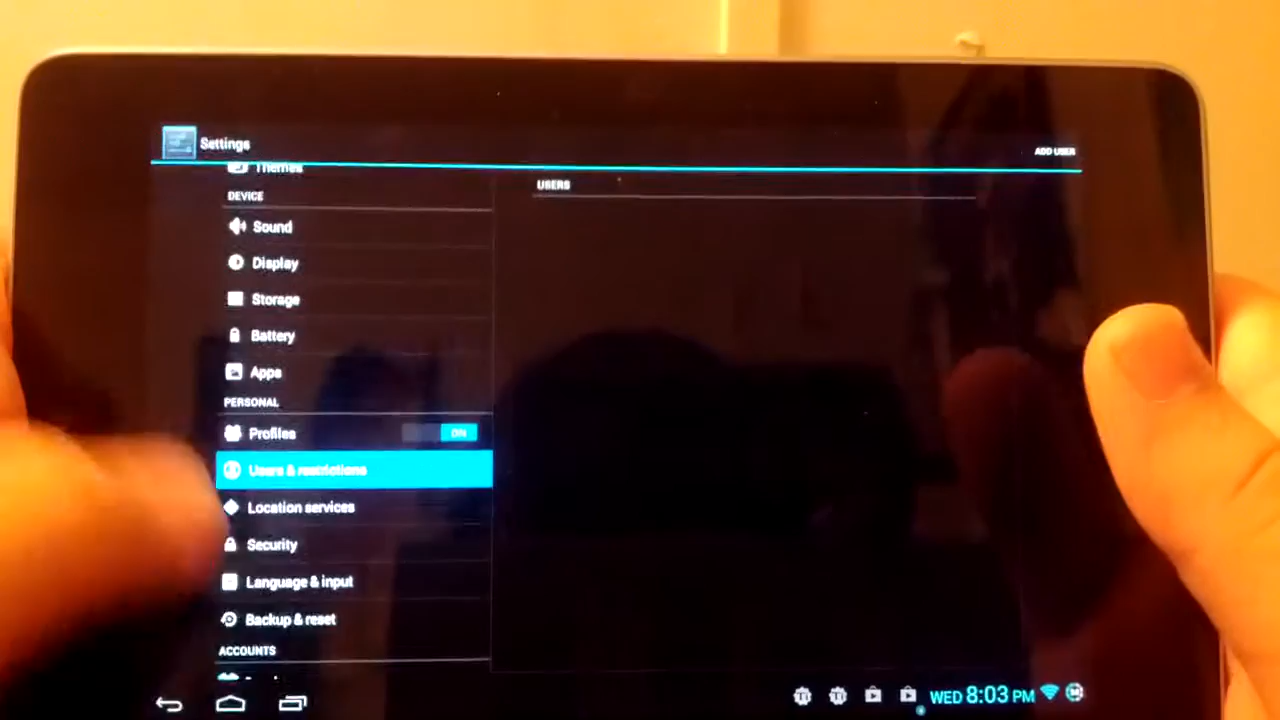 Settings
ADD USER
Themes
DEVICE
USERS
Sound
Display
Storage
Battery
Apps
PERSONAL
Profiles
ON
Users & restrictions
Location services
Security
Language & input
Backup & reset
ACCOUNTS
WED 8:03 PM